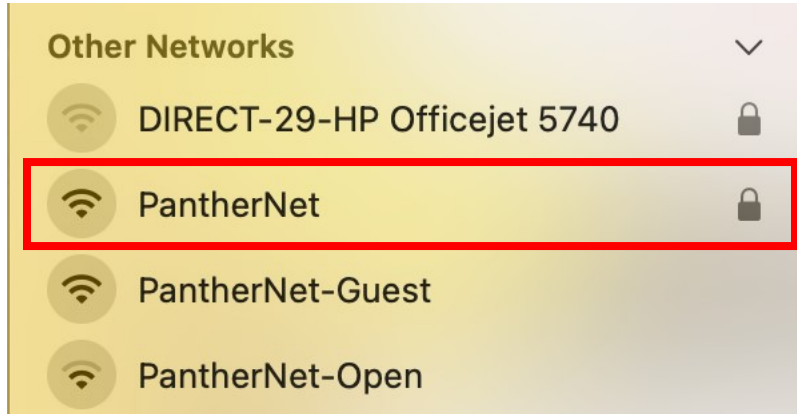 Other Networks
DIRECT-29-HP Officejet 5740
PantherNet
PantherNet-Guest
PantherNet-Open